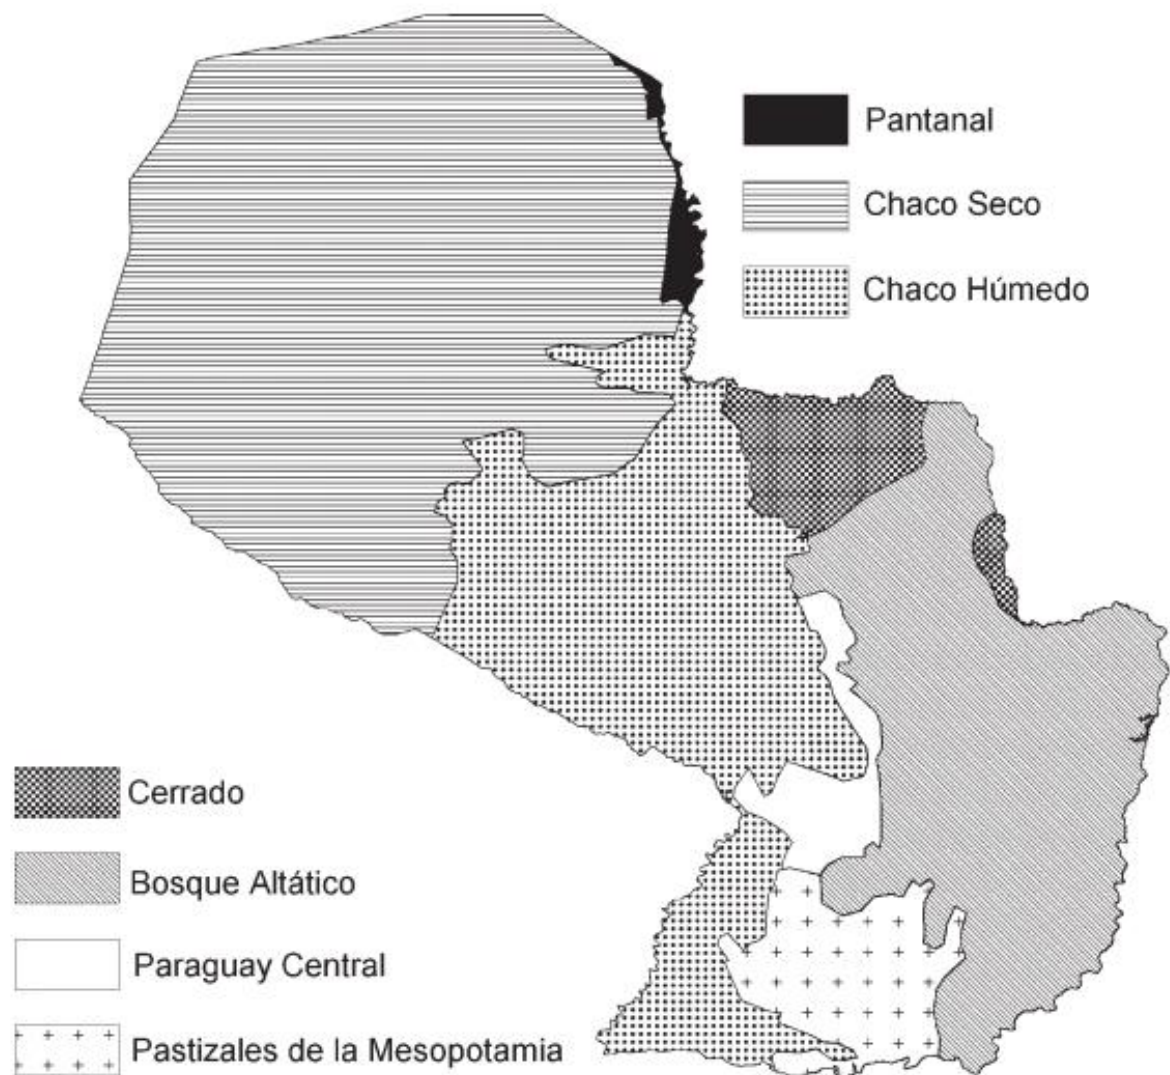 Pantanal
Chaco Seco
Chaco Húmedo
Cerrado
Bosque Altático
Paraguay Central
Pastizales de la Mesopotamia